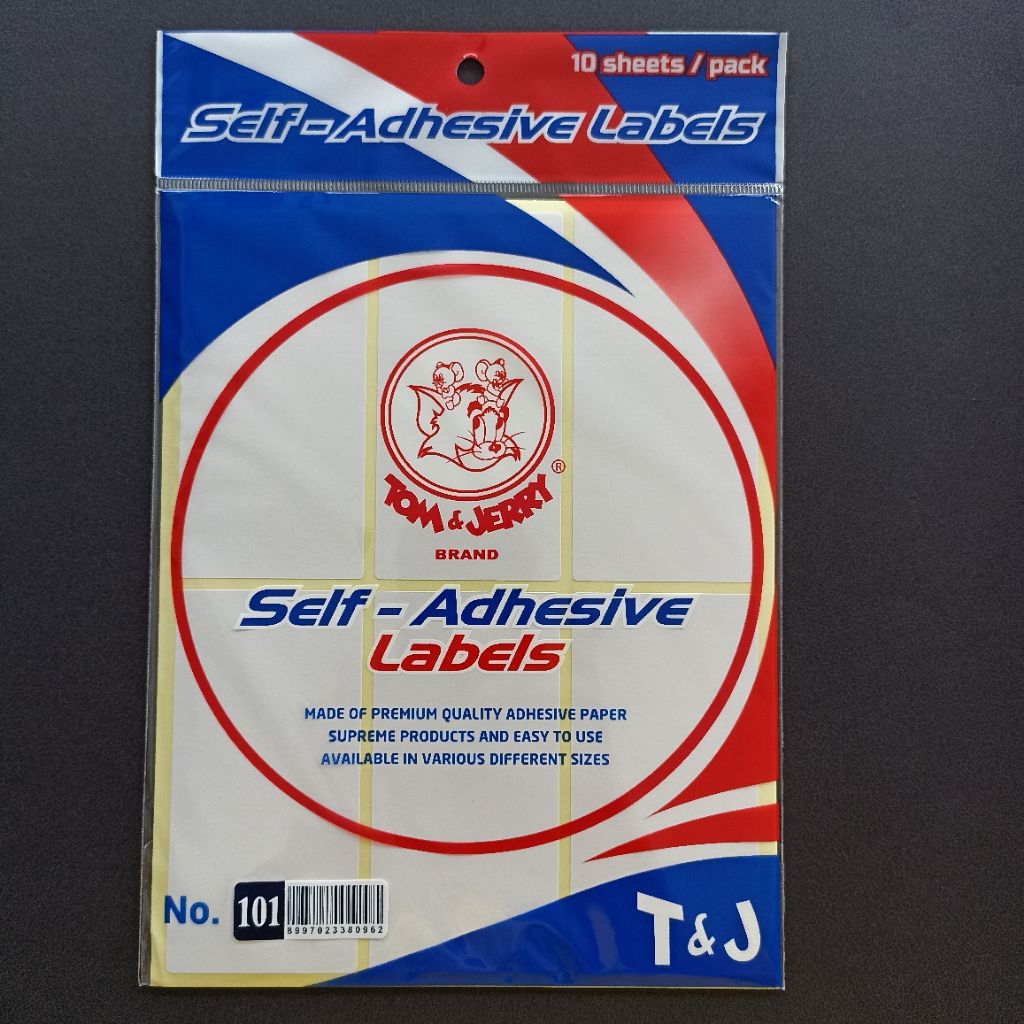 10 sheets / pack
Self-Adhesive Labels
TOM & JERRY ®
BRAND
Self - Adhesive
Labels
MADE OF PREMIUM QUALITY ADHESIVE PAPER
SUPREME PRODUCTS AND EASY TO USE
AVAILABLE IN VARIOUS DIFFERENT SIZES
No. 101
8997023380962
T & J